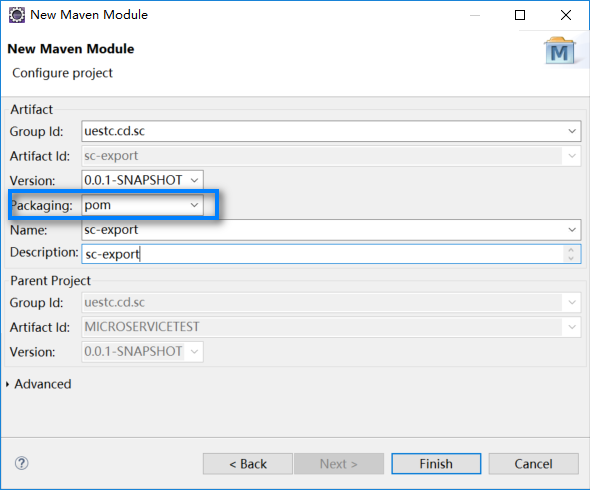 New Maven Module
New Maven Module
Configure project
M
Artifact
Group Id: uestc.cd.sc
Artifact Id: sc-export
Version: 0.0.1-SNAPSHOT
Packaging: pom
Name: sc-export
Description: sc-export
Parent Project
Group Id: uestc.cd.sc
Artifact Id: MICROSERVICETEST
Version: 0.0.1-SNAPSHOT
Advanced
? < Back Next > Finish Cancel